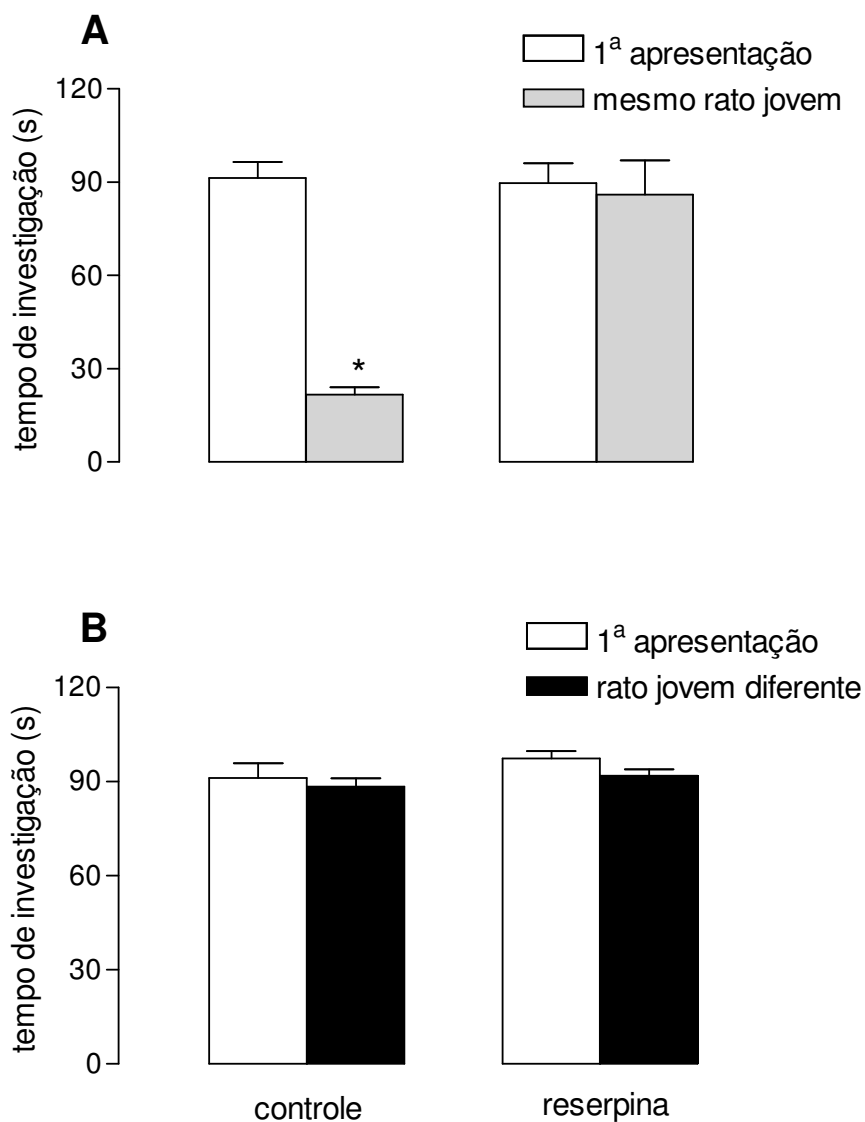 A
1ª apresentação
mesmo rato jovem
tempo de investigação (s)
120
90
60
30
0
*
B
1ª apresentação
rato jovem diferente
tempo de investigação (s)
120
90
60
30
0
controle
reserpina